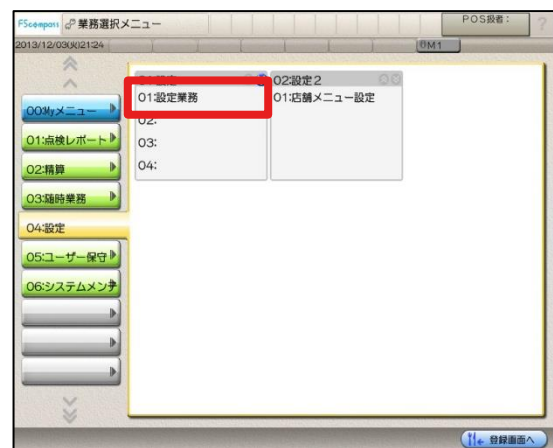 FScompass 業務選択メニュー
POS扱者:
?
2013/12/03(火)21:24
M1
02:設定2
01:設定業務
01:店舗メニュー設定
02:
03:
04:
00:Myメニュー
01:点検レポート
02:精算
03:随時業務
04:設定
05:ユーザー保守
06:システムメンテ
登録画面へ